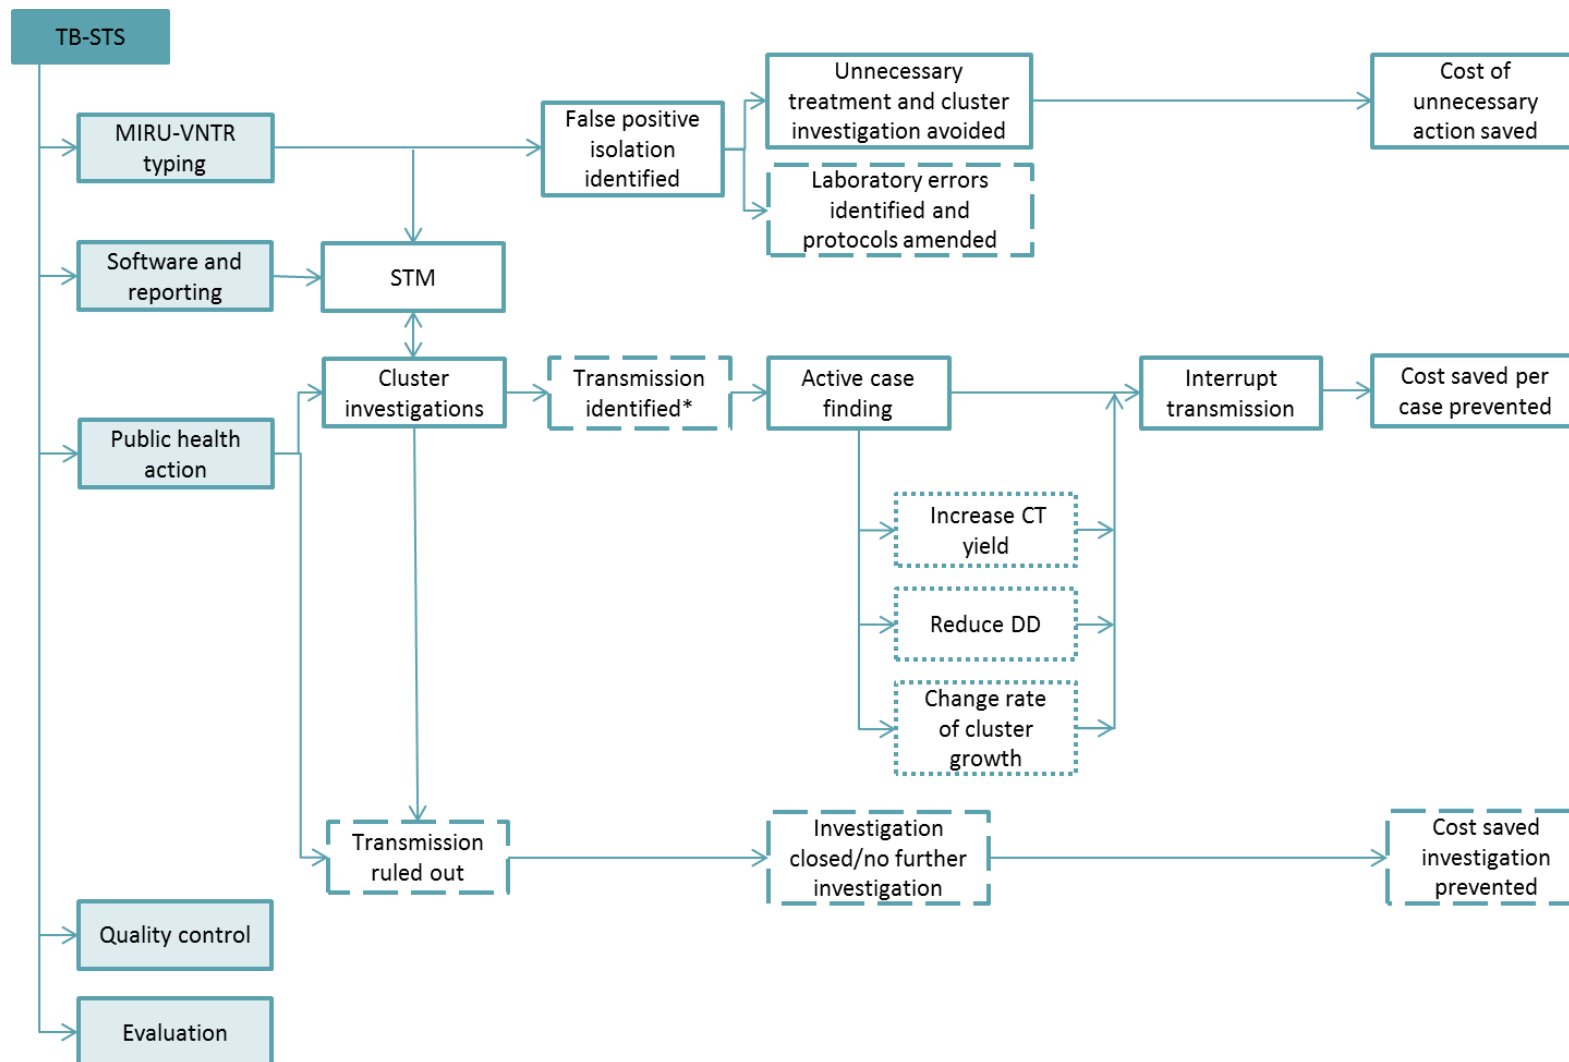 TB-STS
MIRU-VNTR
typing
False positive
isolation
identified
Unnecessary
treatment and cluster
investigation avoided
Cost of
unnecessary
action saved
Laboratory errors
identified and
protocols amended
Software and
reporting
STM
Public health
action
Cluster
investigations
Transmission
identified*
Active case
finding
Interrupt
transmission
Cost saved per
case prevented
Increase CT
yield
Reduce DD
Change rate
of cluster
growth
Transmission
ruled out
Investigation
closed/no further
investigation
Cost saved
investigation
prevented
Quality control
Evaluation